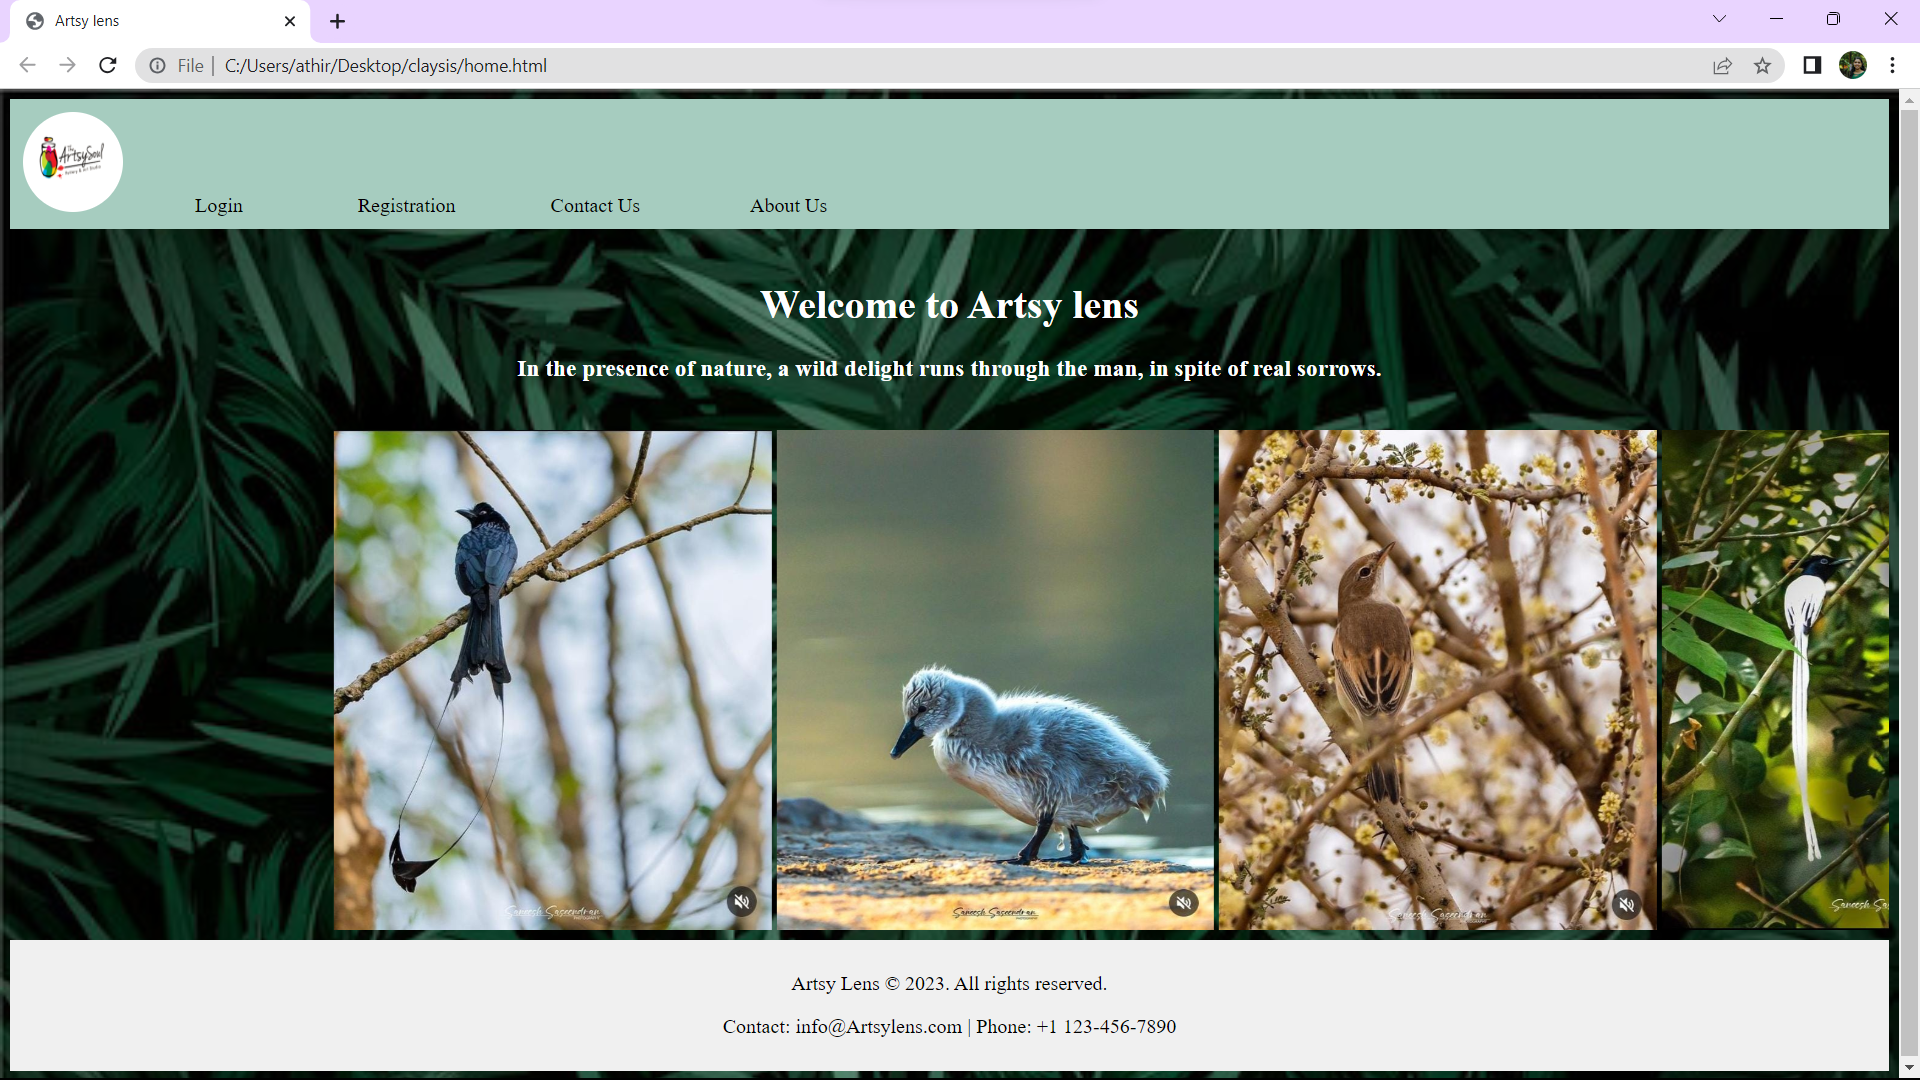 Artsy lens
File
C:/Users/athir/Desktop/claysis/home.html
The
ArtsySoul
Login
Registration
Contact Us
About Us
Welcome to Artsy lens
In the presence of nature, a wild delight runs through the man, in spite of real sorrows.
Saneesh Saseendran
Saneesh Saseendran
Saneesh Saseendran
Saneesh Sas
Artsy Lens © 2023. All rights reserved.
Contact: info@Artsylens.com | Phone: +1 123-456-7890